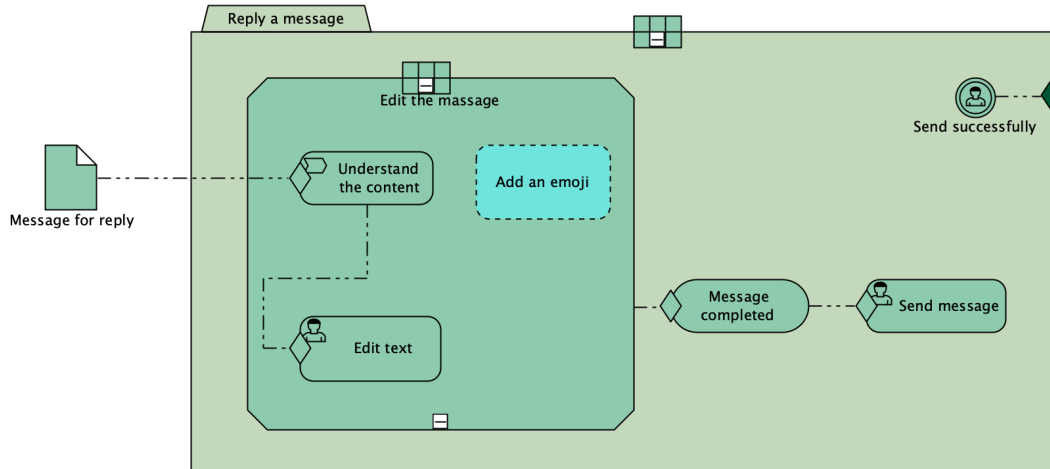 Reply a message
Edit the massage
Send successfully
Understand
the content
Add an emoji
Message for reply
Message
completed
Send message
Edit text